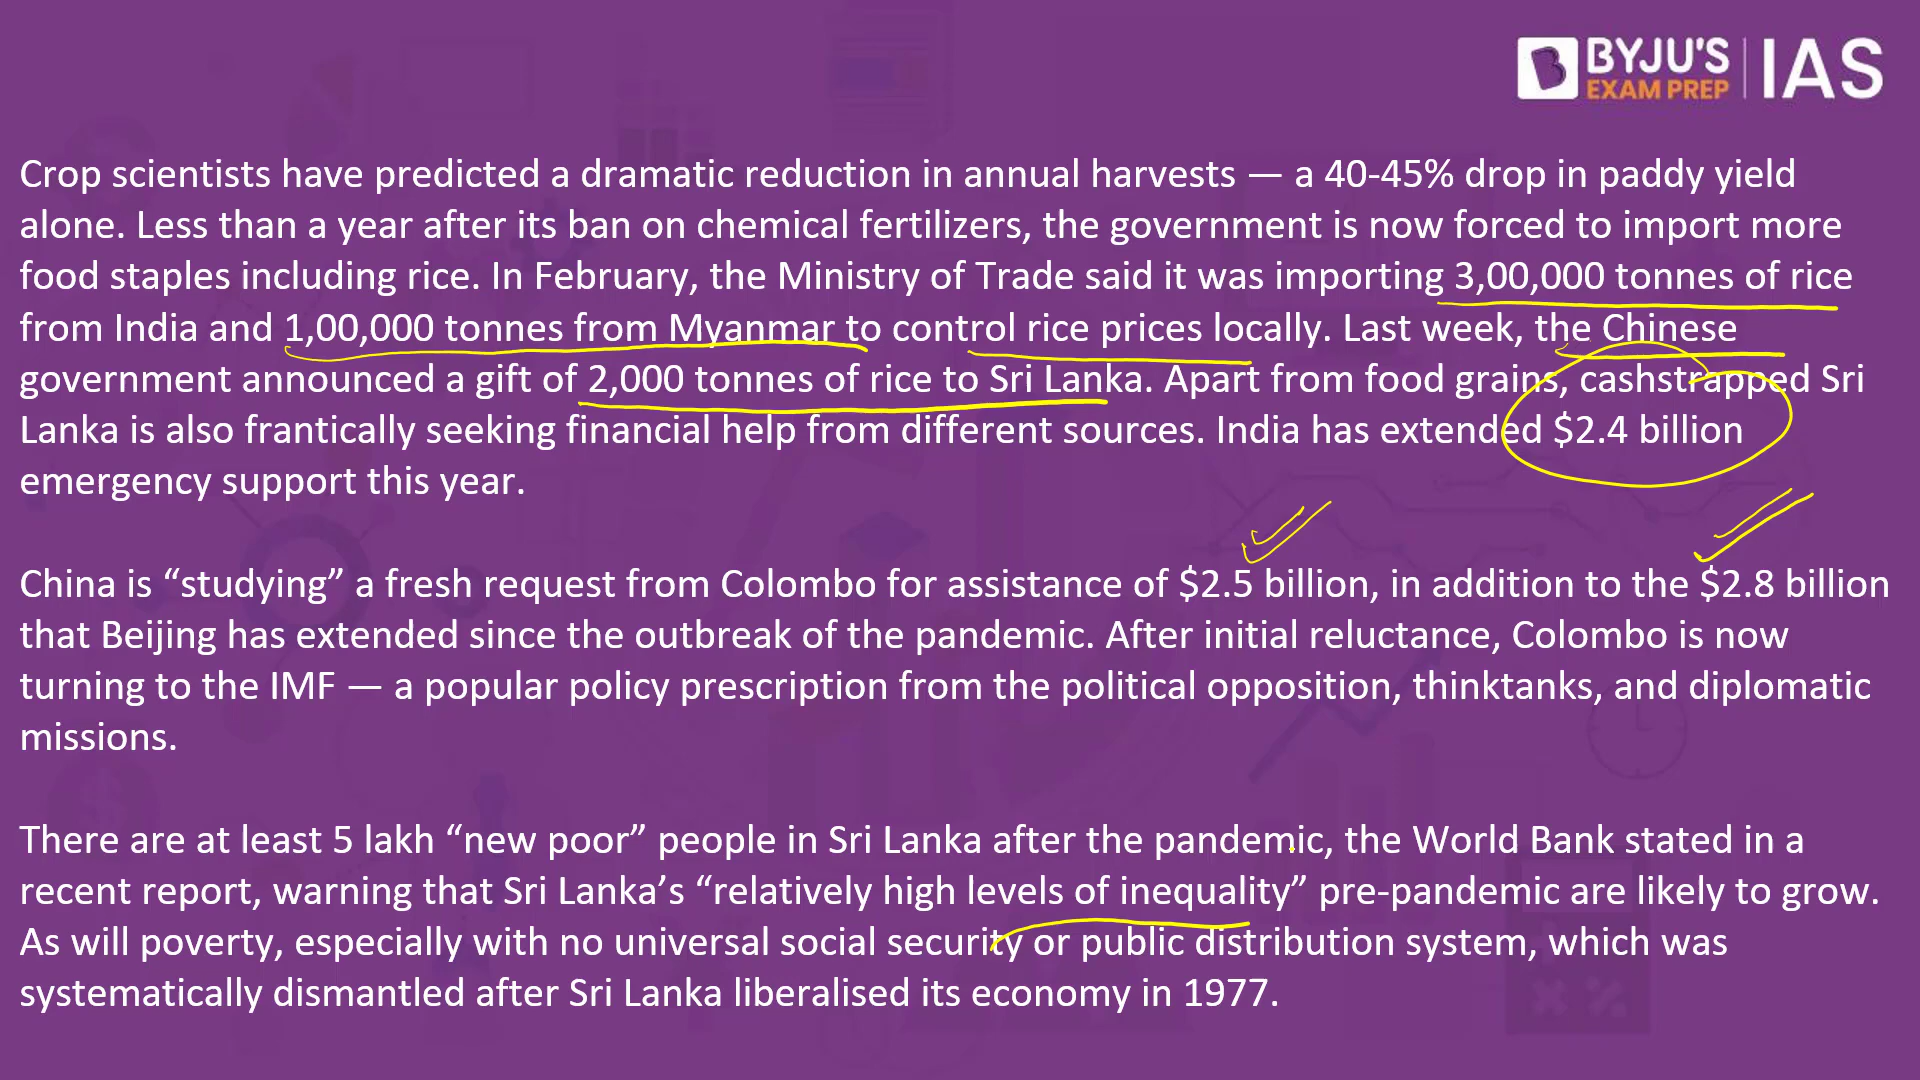 BYJU'S
EXAM PREP
IAS
Crop scientists have predicted a dramatic reduction in annual harvests — a 40-45% drop in paddy yield
alone. Less than a year after its ban on chemical fertilizers, the government is now forced to import more
food staples including rice. In February, the Ministry of Trade said it was importing 3,00,000 tonnes of rice
from India and 1,00,000 tonnes from Myanmar to control rice prices locally. Last week, the Chinese
government announced a gift of 2,000 tonnes of rice to Sri Lanka. Apart from food grains, cashstrapped Sri
Lanka is also frantically seeking financial help from different sources. India has extended $2.4 billion
emergency support this year.
China is “studying” a fresh request from Colombo for assistance of $2.5 billion, in addition to the $2.8 billion
that Beijing has extended since the outbreak of the pandemic. After initial reluctance, Colombo is now
turning to the IMF — a popular policy prescription from the political opposition, thinktanks, and diplomatic
missions.
There are at least 5 lakh “new poor” people in Sri Lanka after the pandemic, the World Bank stated in a
recent report, warning that Sri Lanka’s “relatively high levels of inequality” pre-pandemic are likely to grow.
As will poverty, especially with no universal social security or public distribution system, which was
systematically dismantled after Sri Lanka liberalised its economy in 1977.